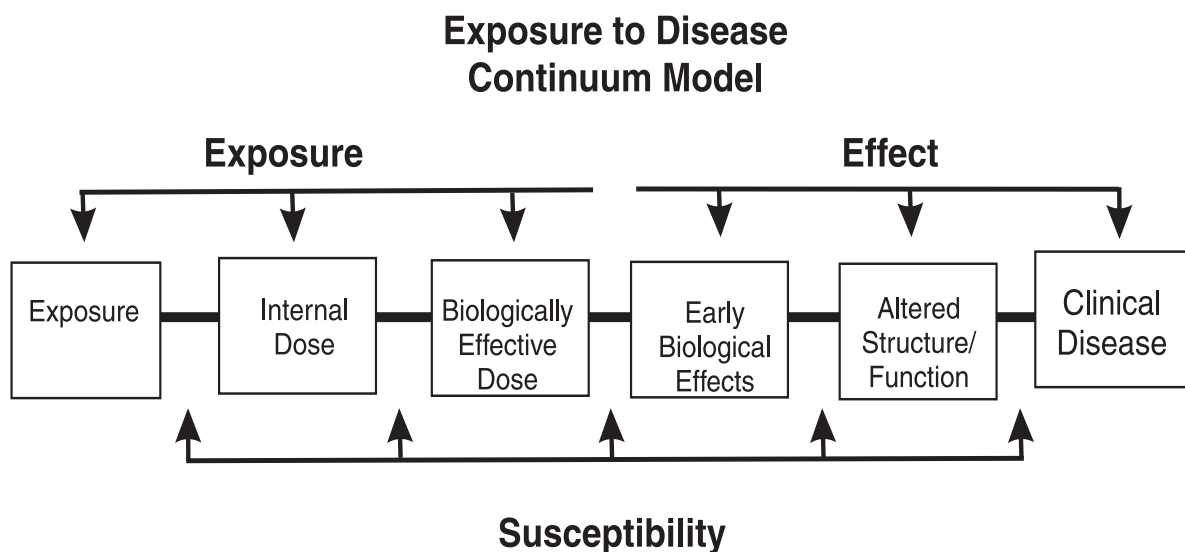 Exposure to Disease
Continuum Model
Exposure
Effect
Exposure
Internal
Dose
Biologically
Effective
Dose
Early
Biological
Effects
Altered
Structure/
Function
Clinical
Disease
Susceptibility